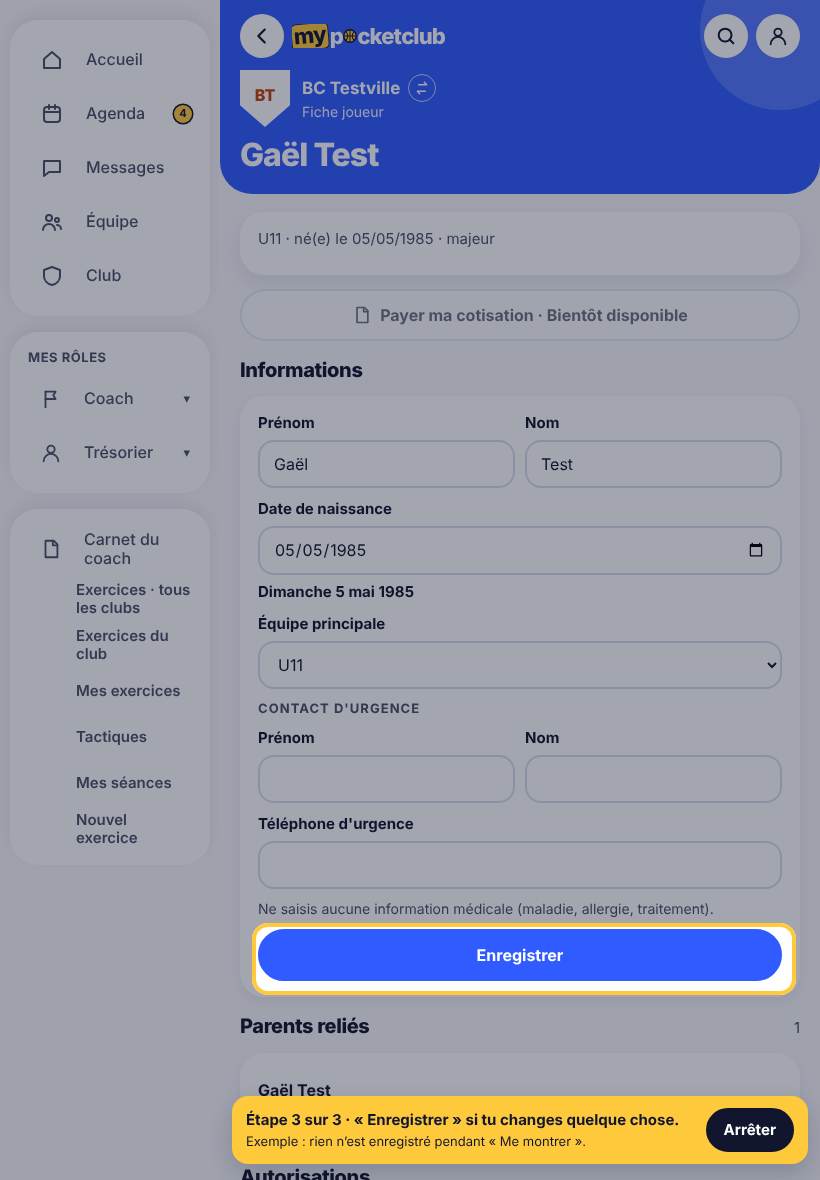 Accueil
Agenda
4
Messages
Équipe
Club
MES RÔLES
Coach
Trésorier
Carnet du
coach
Exercices · tous
les clubs
Exercices du
club
Mes exercices
Tactiques
Mes séances
Nouvel
exercice
my pocketclub
BT
BC Testville
Fiche joueur
Gaël Test
U11 · né(e) le 05/05/1985 · majeur
Payer ma cotisation · Bientôt disponible
Informations
Prénom
Nom
Gaël
Test
Date de naissance
05/05/1985
Dimanche 5 mai 1985
Équipe principale
U11
CONTACT D'URGENCE
Prénom
Nom
Téléphone d'urgence
Ne saisis aucune information médicale (maladie, allergie, traitement).
Enregistrer
Parents reliés
1
Gaël Test
Étape 3 sur 3 · « Enregistrer » si tu changes quelque chose.
Exemple : rien n’est enregistré pendant « Me montrer ».
Arrêter
Autorisations